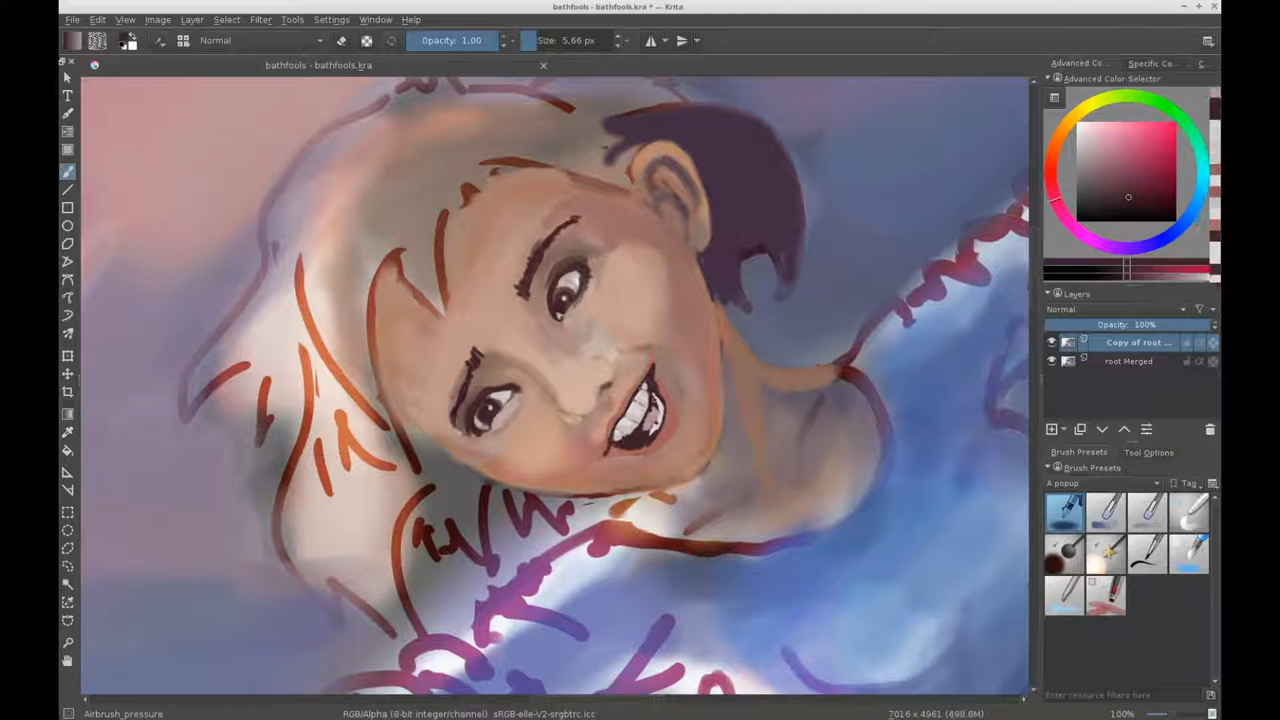 bathfools - bathfools.kra * — Krita
File Edit View Image Layer Select Filter Tools Settings Window Help
Normal Opacity: 1,00 Size: 5,66 px
bathfools - bathfools.kra
Advanced Co... Specific Co... C...
Advanced Color Selector
Layers
Normal
Opacity: 100%
Copy of root ...
root Merged
Brush Presets Tool Options
Brush Presets
A popup Tag
Enter resource filters here
Airbrush_pressure RGB/Alpha (8-bit integer/channel) sRGB-elle-V2-srgbtrc.icc 7016 x 4961 (698.8M) 100%